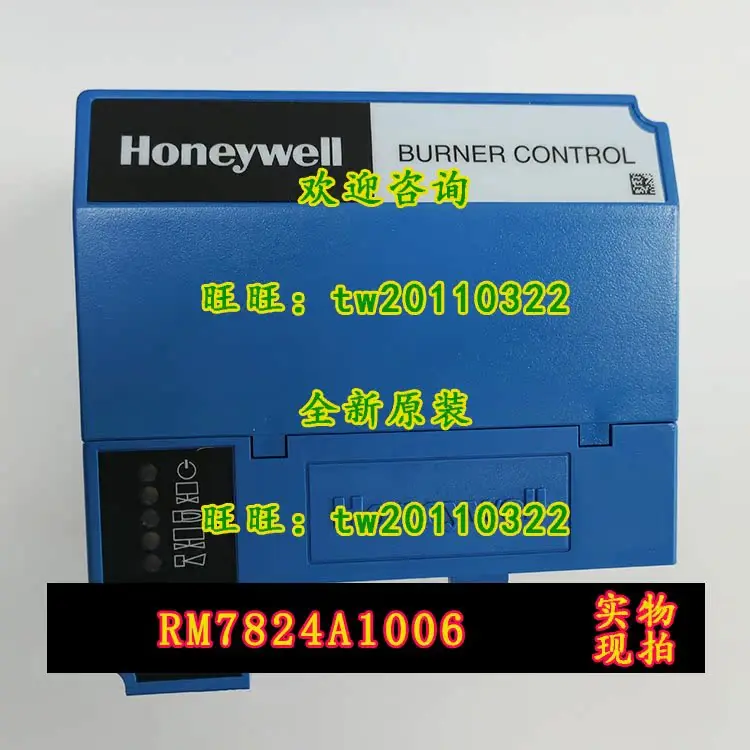 Honeywell
BURNER CONTROL
欢迎咨询
旺旺：tw20110322
全新原装
Honeywell
旺旺：tw20110322
RM7824A1006
实物
现拍